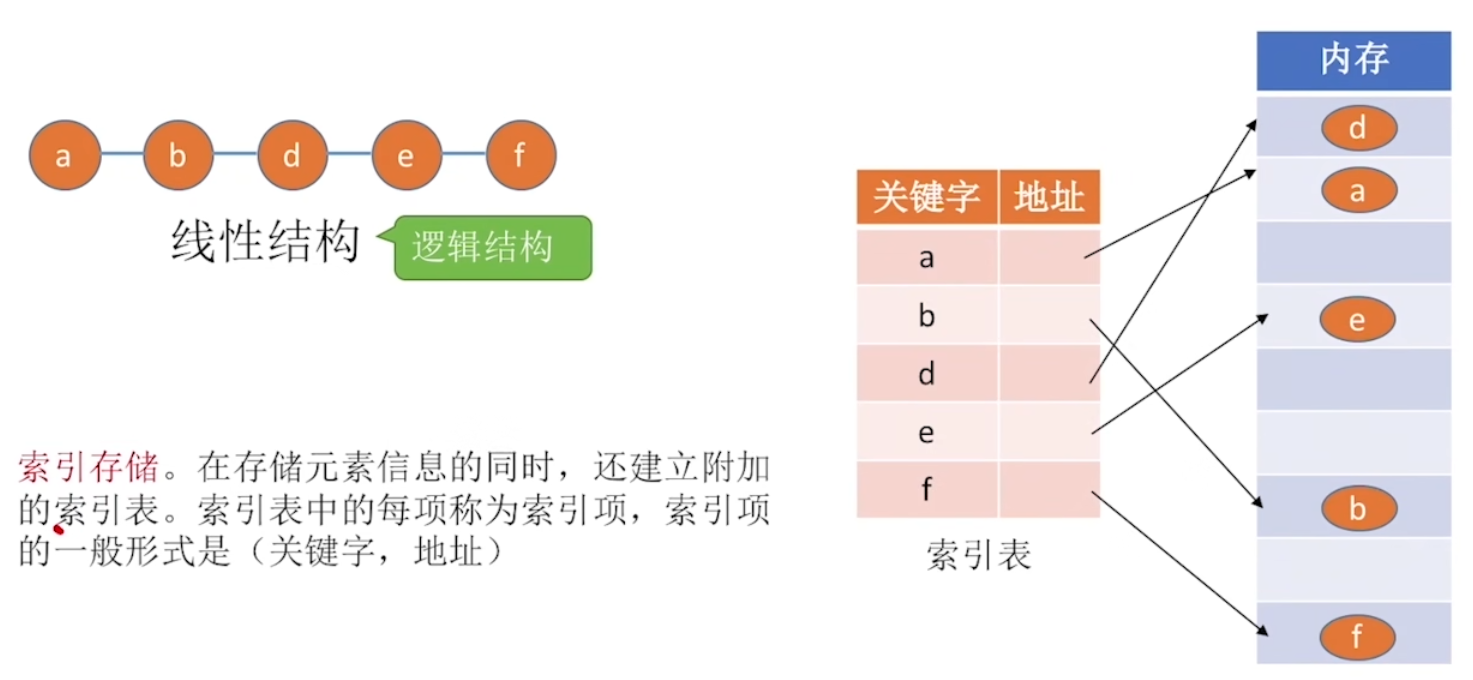 a b d e f
线性结构
逻辑结构
索引存储。在存储元素信息的同时，还建立附加
的索引表。索引表中的每项称为索引项，索引项
的一般形式是（关键字，地址）
关键字 地址
a
b
d
e
f
索引表
内存
d
a
e
b
f